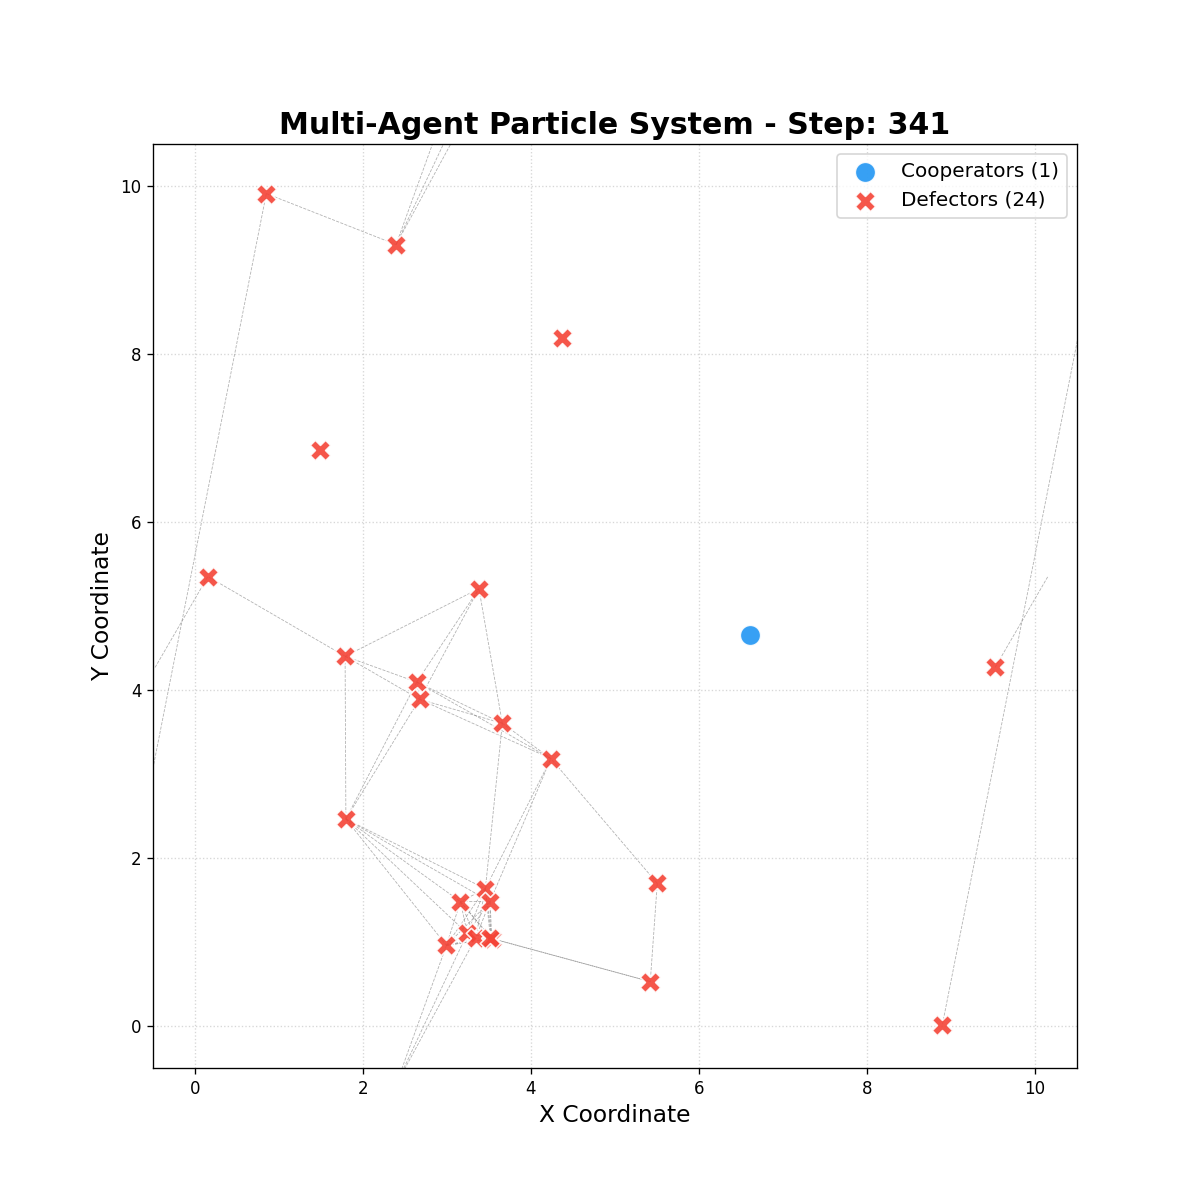 Multi-Agent Particle System - Step: 341
Cooperators (1)
Defectors (24)
Y Coordinate
10
8
6
4
2
0
0 2 4 6 8 10
X Coordinate